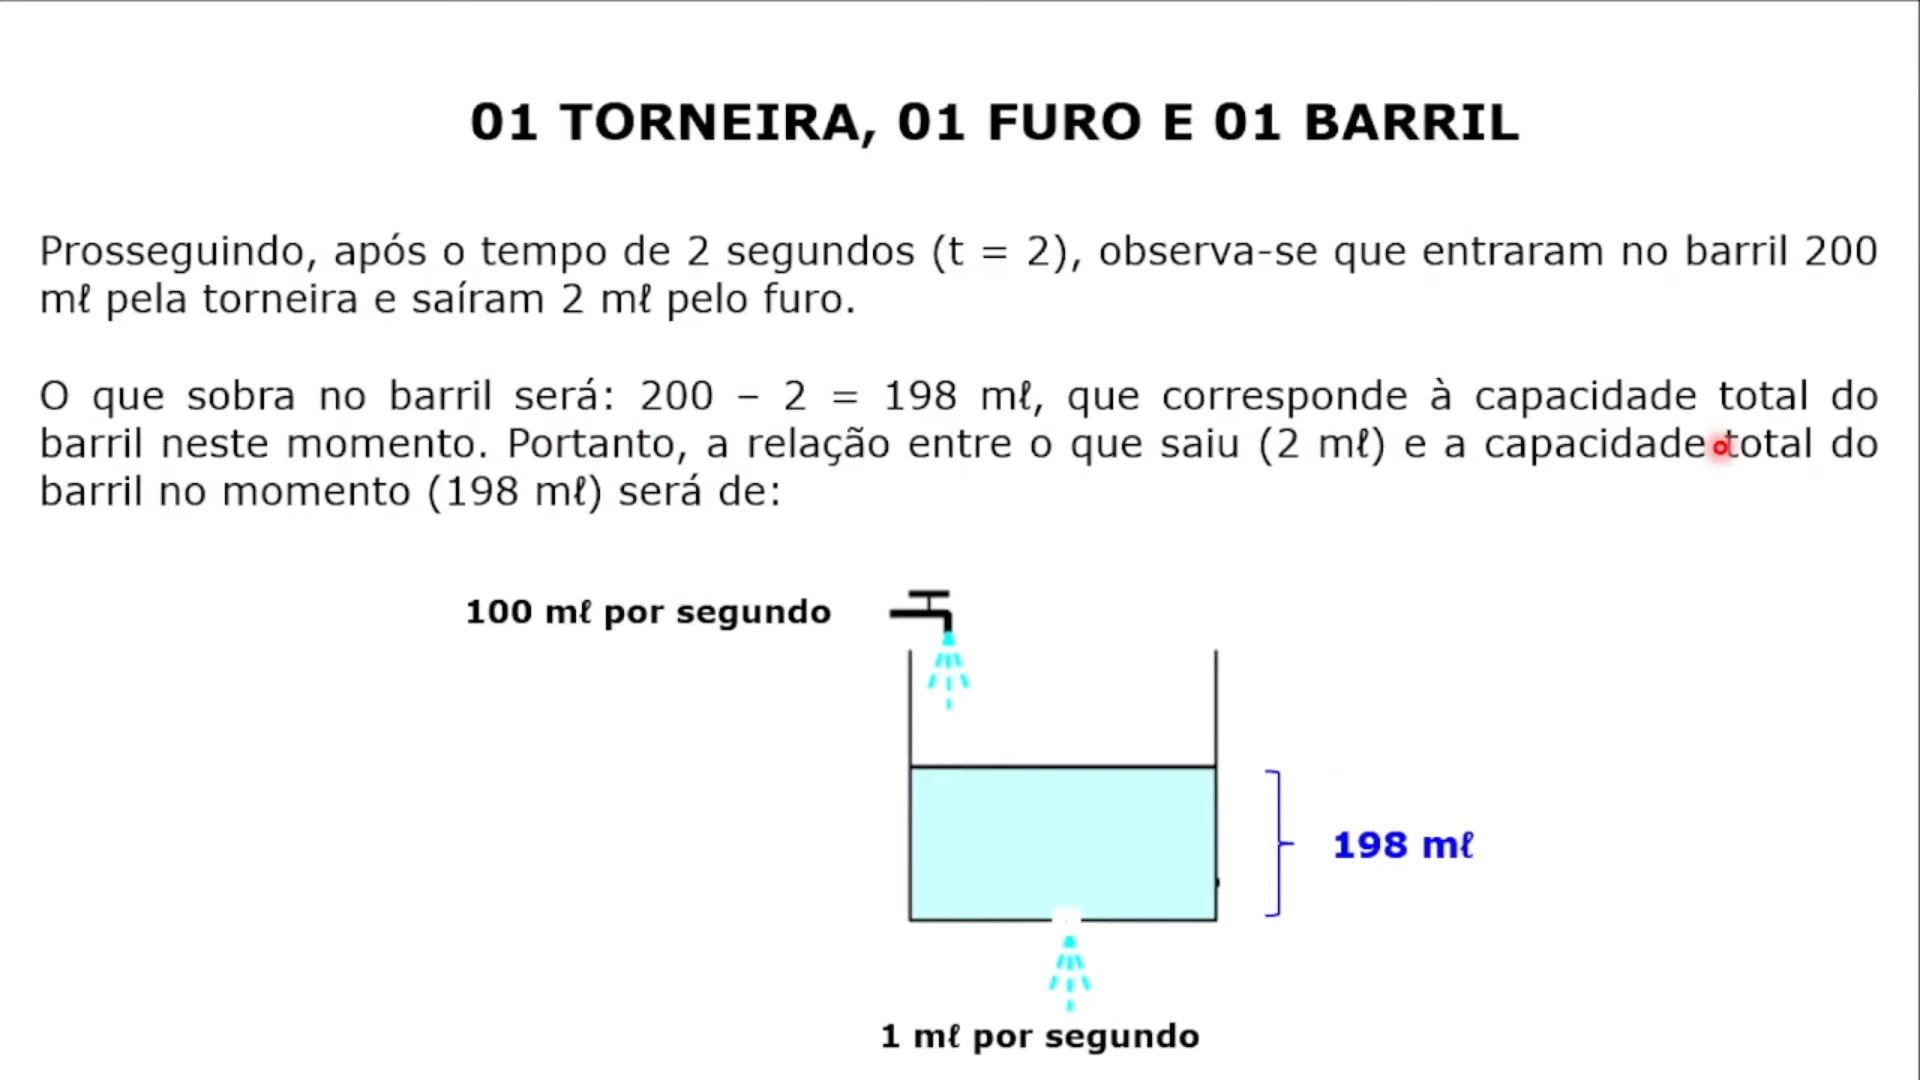 01 TORNEIRA, 01 FURO E 01 BARRIL
Prosseguindo, após o tempo de 2 segundos (t = 2), observa-se que entraram no barril 200
mℓ pela torneira e saíram 2 mℓ pelo furo.
O que sobra no barril será: 200 – 2 = 198 mℓ, que corresponde à capacidade total do
barril neste momento. Portanto, a relação entre o que saiu (2 mℓ) e a capacidade total do
barril no momento (198 mℓ) será de:
100 mℓ por segundo
198 mℓ
1 mℓ por segundo